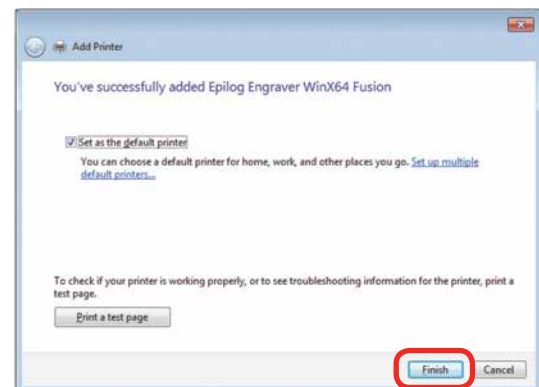 Add Printer
You've successfully added Epilog Engraver WinX64 Fusion
Set as the default printer
You can choose a default printer for home, work, and other places you go. Set up multiple
default printers...
To check if your printer is working properly, or to see troubleshooting information for the printer, print a
test page.
Print a test page
Finish
Cancel